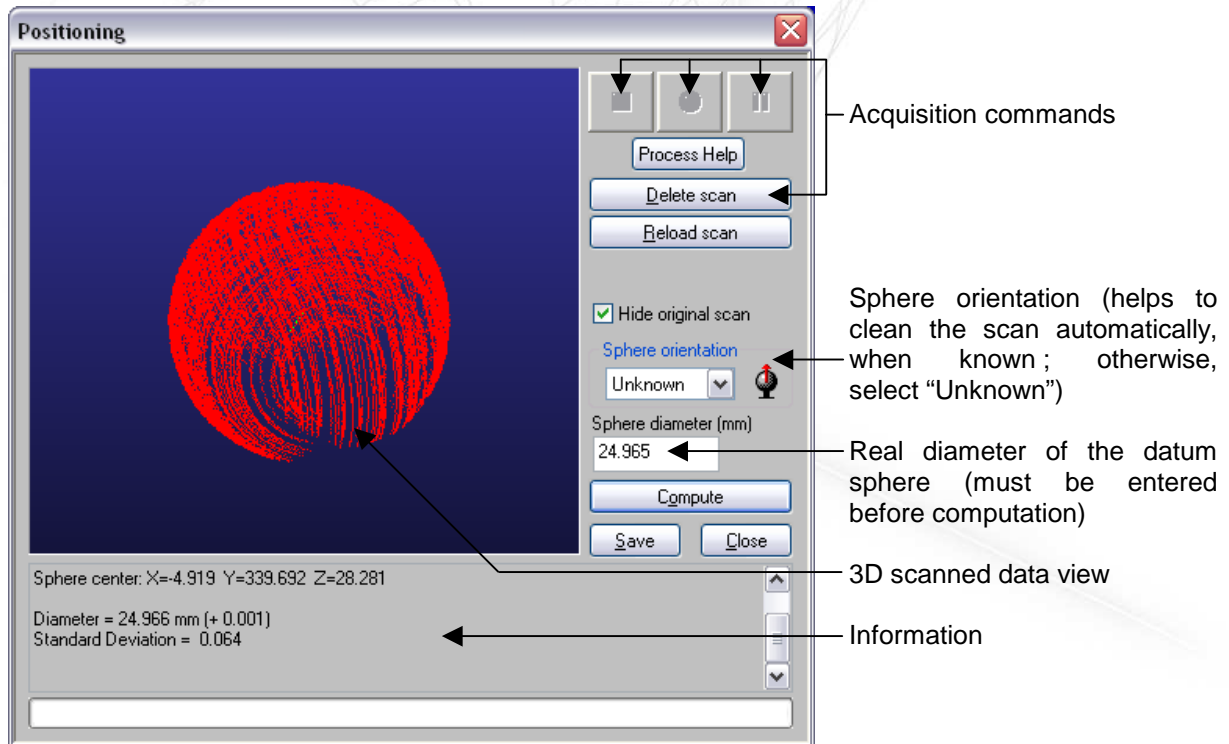 Positioning
Acquisition commands
Process Help
Delete scan
Reload scan
Hide original scan
Sphere orientation
Unknown
Sphere orientation (helps to
clean the scan automatically,
when known ; otherwise,
select “Unknown”)
Sphere diameter (mm)
24.965
Real diameter of the datum
sphere (must be entered
before computation)
Compute
Save Close
3D scanned data view
Sphere center: X=-4.919 Y=339.692 Z=28.281
Diameter = 24.966 mm (+ 0.001)
Standard Deviation = 0.064
Information